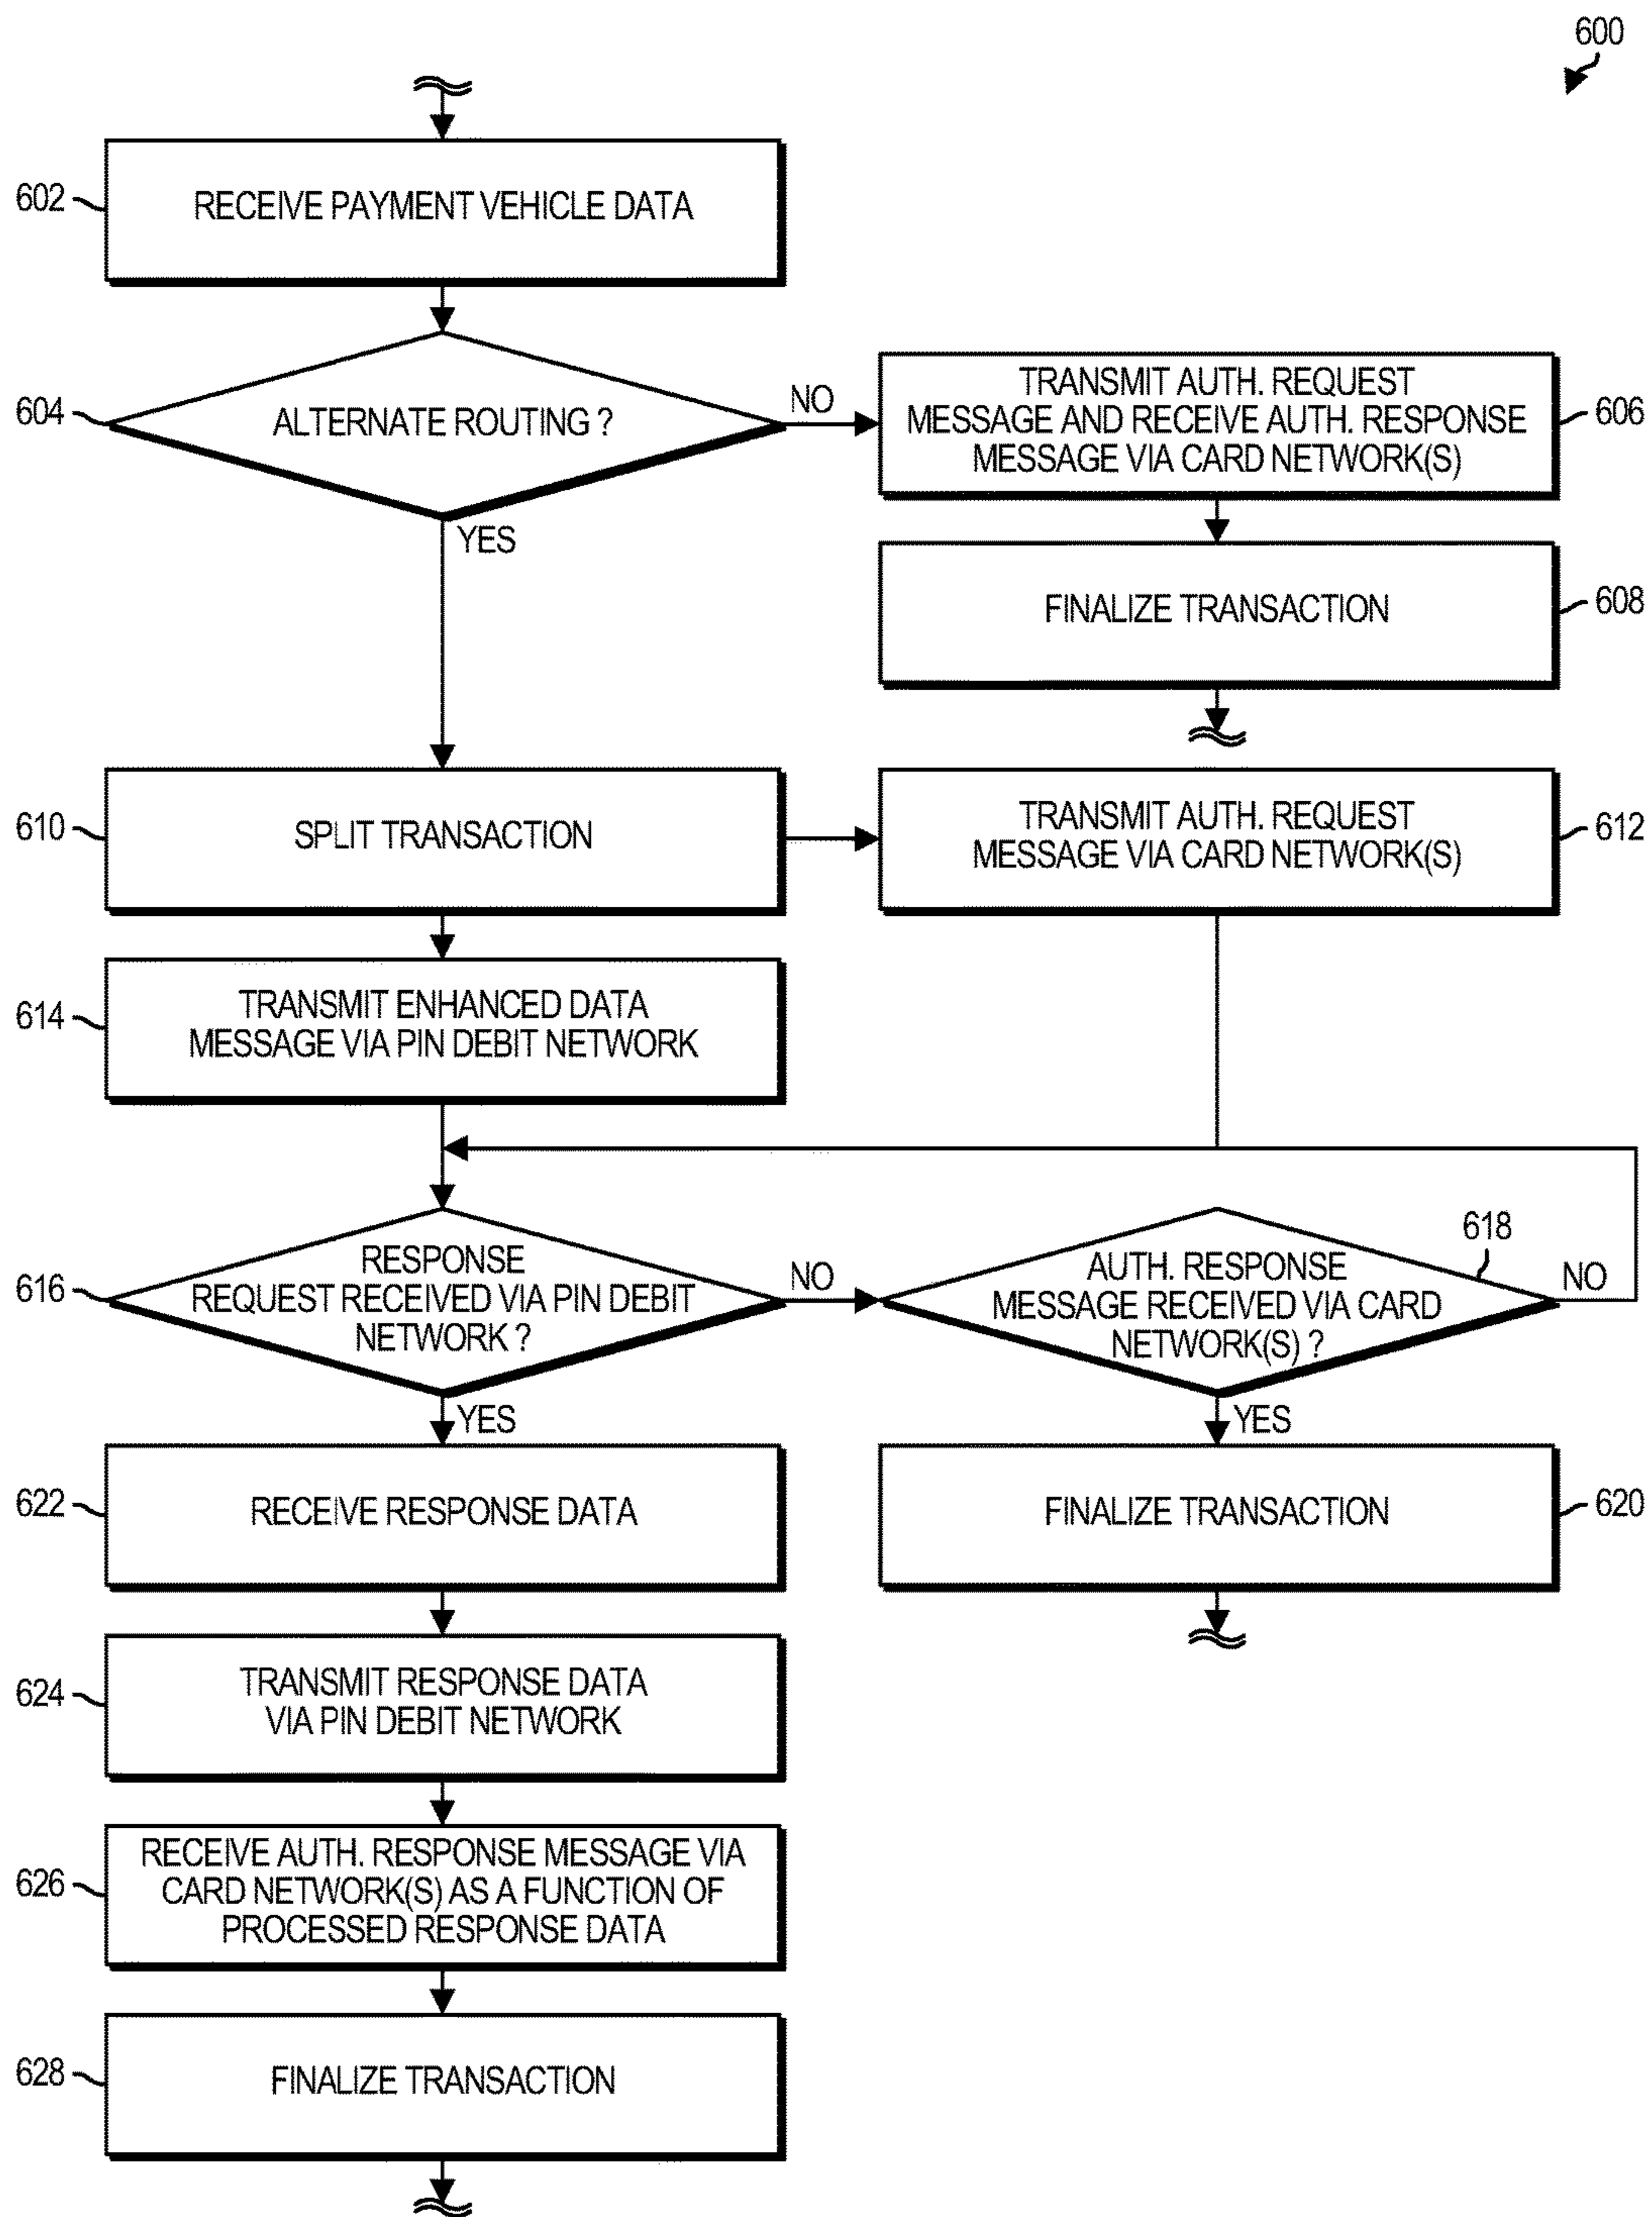 600
602
RECEIVE PAYMENT VEHICLE DATA
604
ALTERNATE ROUTING ?
NO
YES
TRANSMIT AUTH. REQUEST
MESSAGE AND RECEIVE AUTH. RESPONSE
MESSAGE VIA CARD NETWORK(S)
606
FINALIZE TRANSACTION
608
610
SPLIT TRANSACTION
TRANSMIT AUTH. REQUEST
MESSAGE VIA CARD NETWORK(S)
612
614
TRANSMIT ENHANCED DATA
MESSAGE VIA PIN DEBIT NETWORK
616
RESPONSE
REQUEST RECEIVED VIA PIN DEBIT
NETWORK ?
NO
YES
618
AUTH. RESPONSE
MESSAGE RECEIVED VIA CARD
NETWORK(S) ?
NO
YES
622
RECEIVE RESPONSE DATA
FINALIZE TRANSACTION
620
624
TRANSMIT RESPONSE DATA
VIA PIN DEBIT NETWORK
626
RECEIVE AUTH. RESPONSE MESSAGE VIA
CARD NETWORK(S) AS A FUNCTION OF
PROCESSED RESPONSE DATA
628
FINALIZE TRANSACTION